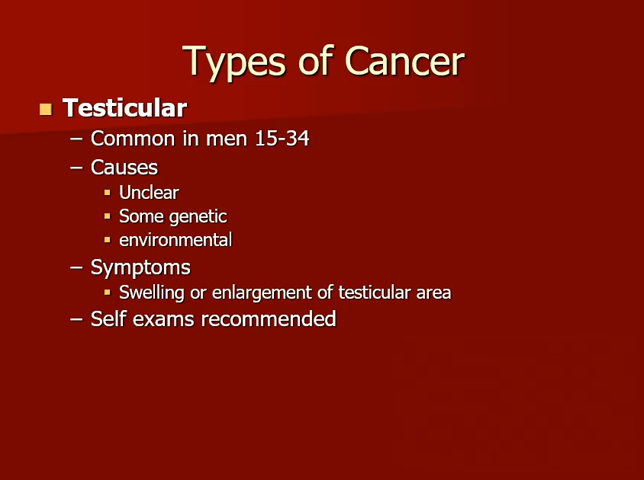 Types of Cancer
Testicular
– Common in men 15-34
– Causes
Unclear
Some genetic
environmental
– Symptoms
Swelling or enlargement of testicular area
– Self exams recommended